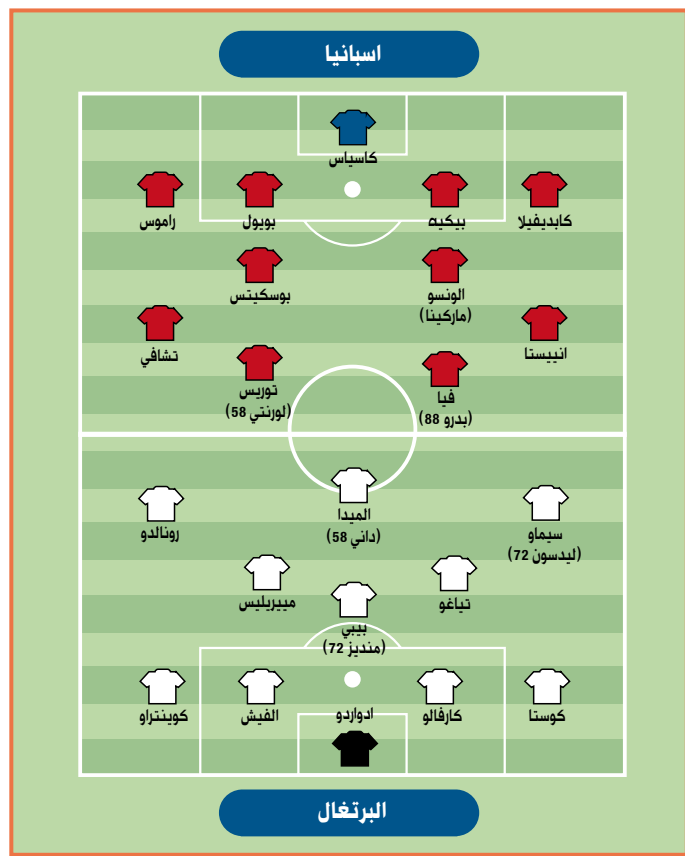 اسبانيا
كاسياس
كابديفيلا
بيكيه
بويول
راموس
الونسو
(ماركينا)
بوسكيتس
انييستا
تشافي
فيا
(بدرو 88)
توريس
(لورنتي 58)
سيماو
(ليدسون 72)
الميدا
(داني 58)
رونالدو
تياغو
ميريليس
بيبي
(منديز 72)
كوستا
كارفالو
ادواردو
الفيش
كوينتراو
البرتغال